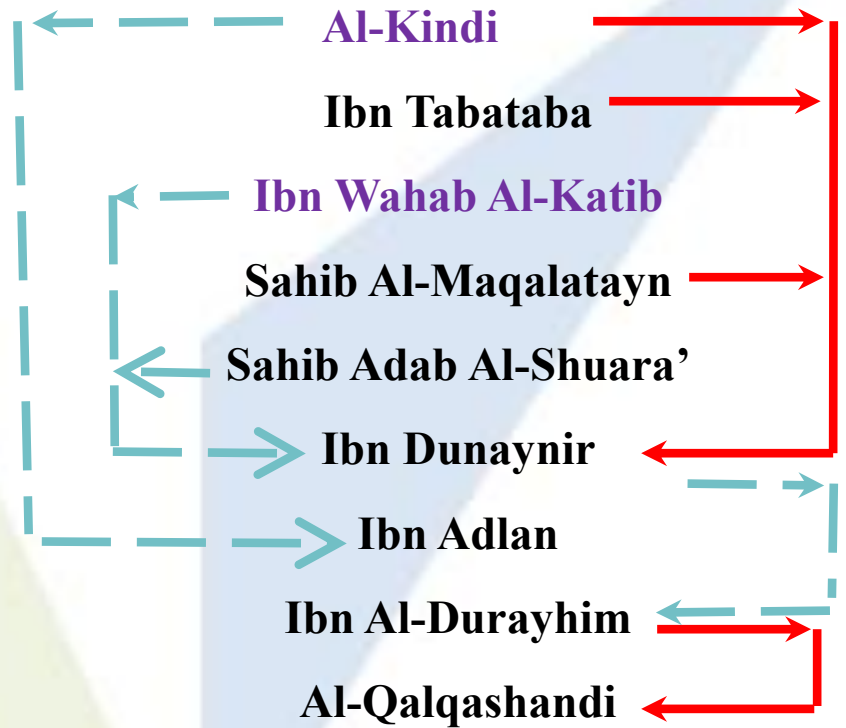 Al-Kindi
Ibn Tabataba
Ibn Wahab Al-Katib
Sahib Al-Maqalatayn
Sahib Adab Al-Shuara’
Ibn Dunaynir
Ibn Adlan
Ibn Al-Durayhim
Al-Qalqashandi